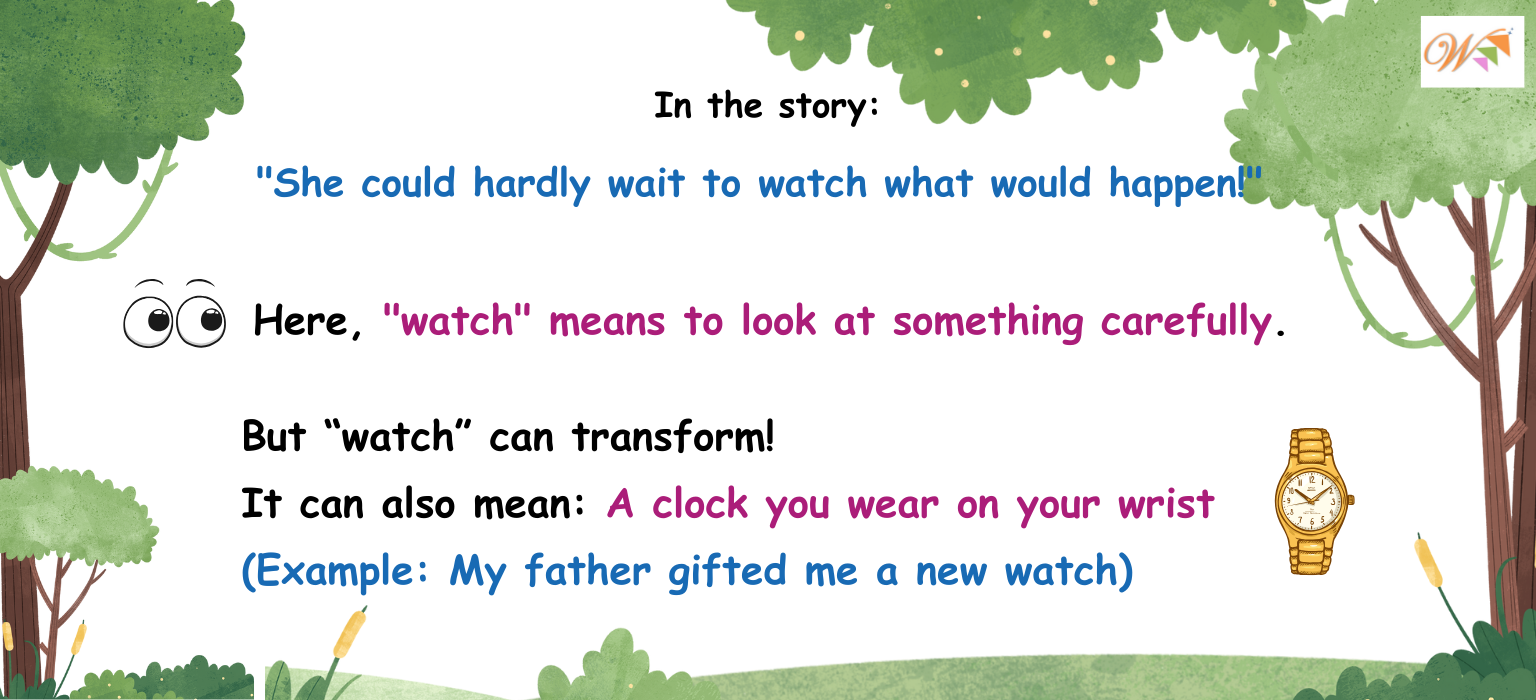 W
In the story:
"She could hardly wait to watch what would happen!"
Here, "watch" means to look at something carefully.
But “watch” can transform!
It can also mean: A clock you wear on your wrist
(Example: My father gifted me a new watch)